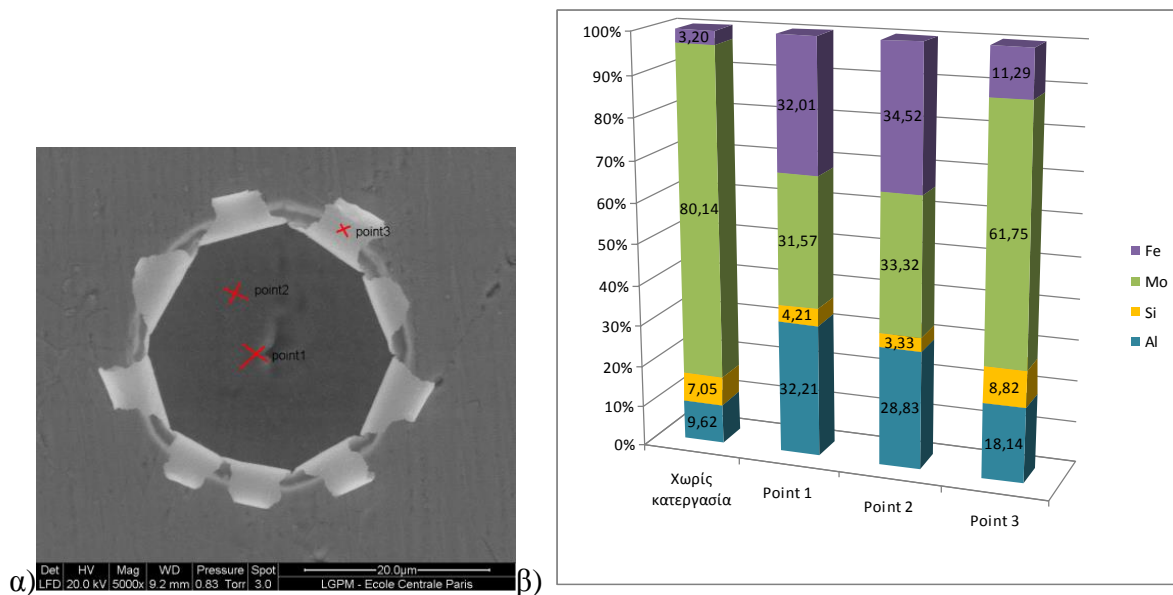 point3
point2
point1
Det HV Mag WD Pressure Spot 20.0µm
LFD 20.0 kV 5000x 9.2 mm 0.83 Torr 3.0 LGPM - Ecole Centrale Paris
α)
β)
100%
90%
80%
70%
60%
50%
40%
30%
20%
10%
0%
3,20
80,14
7,05
9,62
32,01
31,57
4,21
32,21
34,52
33,32
3,33
28,83
11,29
61,75
8,82
18,14
Χωρίς
κατεργασία
Point 1
Point 2
Point 3
Fe
Mo
Si
Al